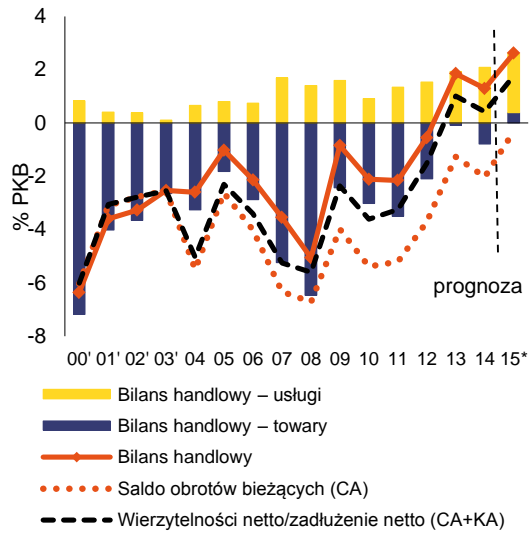 4
2
0
-2
-4
-6
-8
% PKB
prognoza
00' 01' 02' 03' 04 05 06 07 08 09 10 11 12 13 14 15*
Bilans handlowy – usługi
Bilans handlowy – towary
Bilans handlowy
Saldo obrotów bieżących (CA)
Wierzytelności netto/zadłużenie netto (CA+KA)